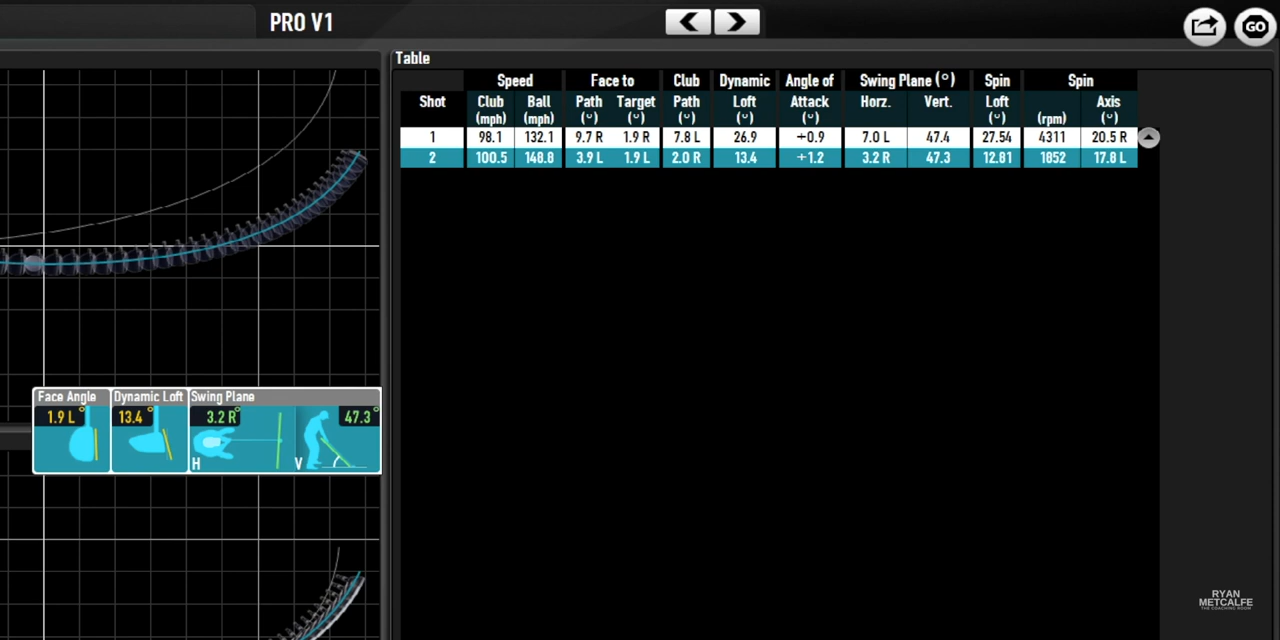 PRO V1
GO
Table
Speed Face to Club Dynamic Angle of Swing Plane (°) Spin Spin
Shot Club Ball Path Target Path Loft Attack Horz. Vert. Loft Axis
(mph) (mph) (°) (°) (°) (°) (°) (°) (rpm) (°)
1 98.1 132.1 9.7 R 1.9 R 7.8 L 26.9 +0.9 7.0 L 47.4 27.54 4311 20.5 R
2 100.5 148.8 3.9 L 1.9 L 2.0 R 13.4 +1.2 3.2 R 47.3 12.81 1852 17.8 L
Face Angle Dynamic Loft Swing Plane
1.9 L° 13.4° 3.2 R° 47.3°
H V
RYAN
METCALFE
THE COACHING ROOM